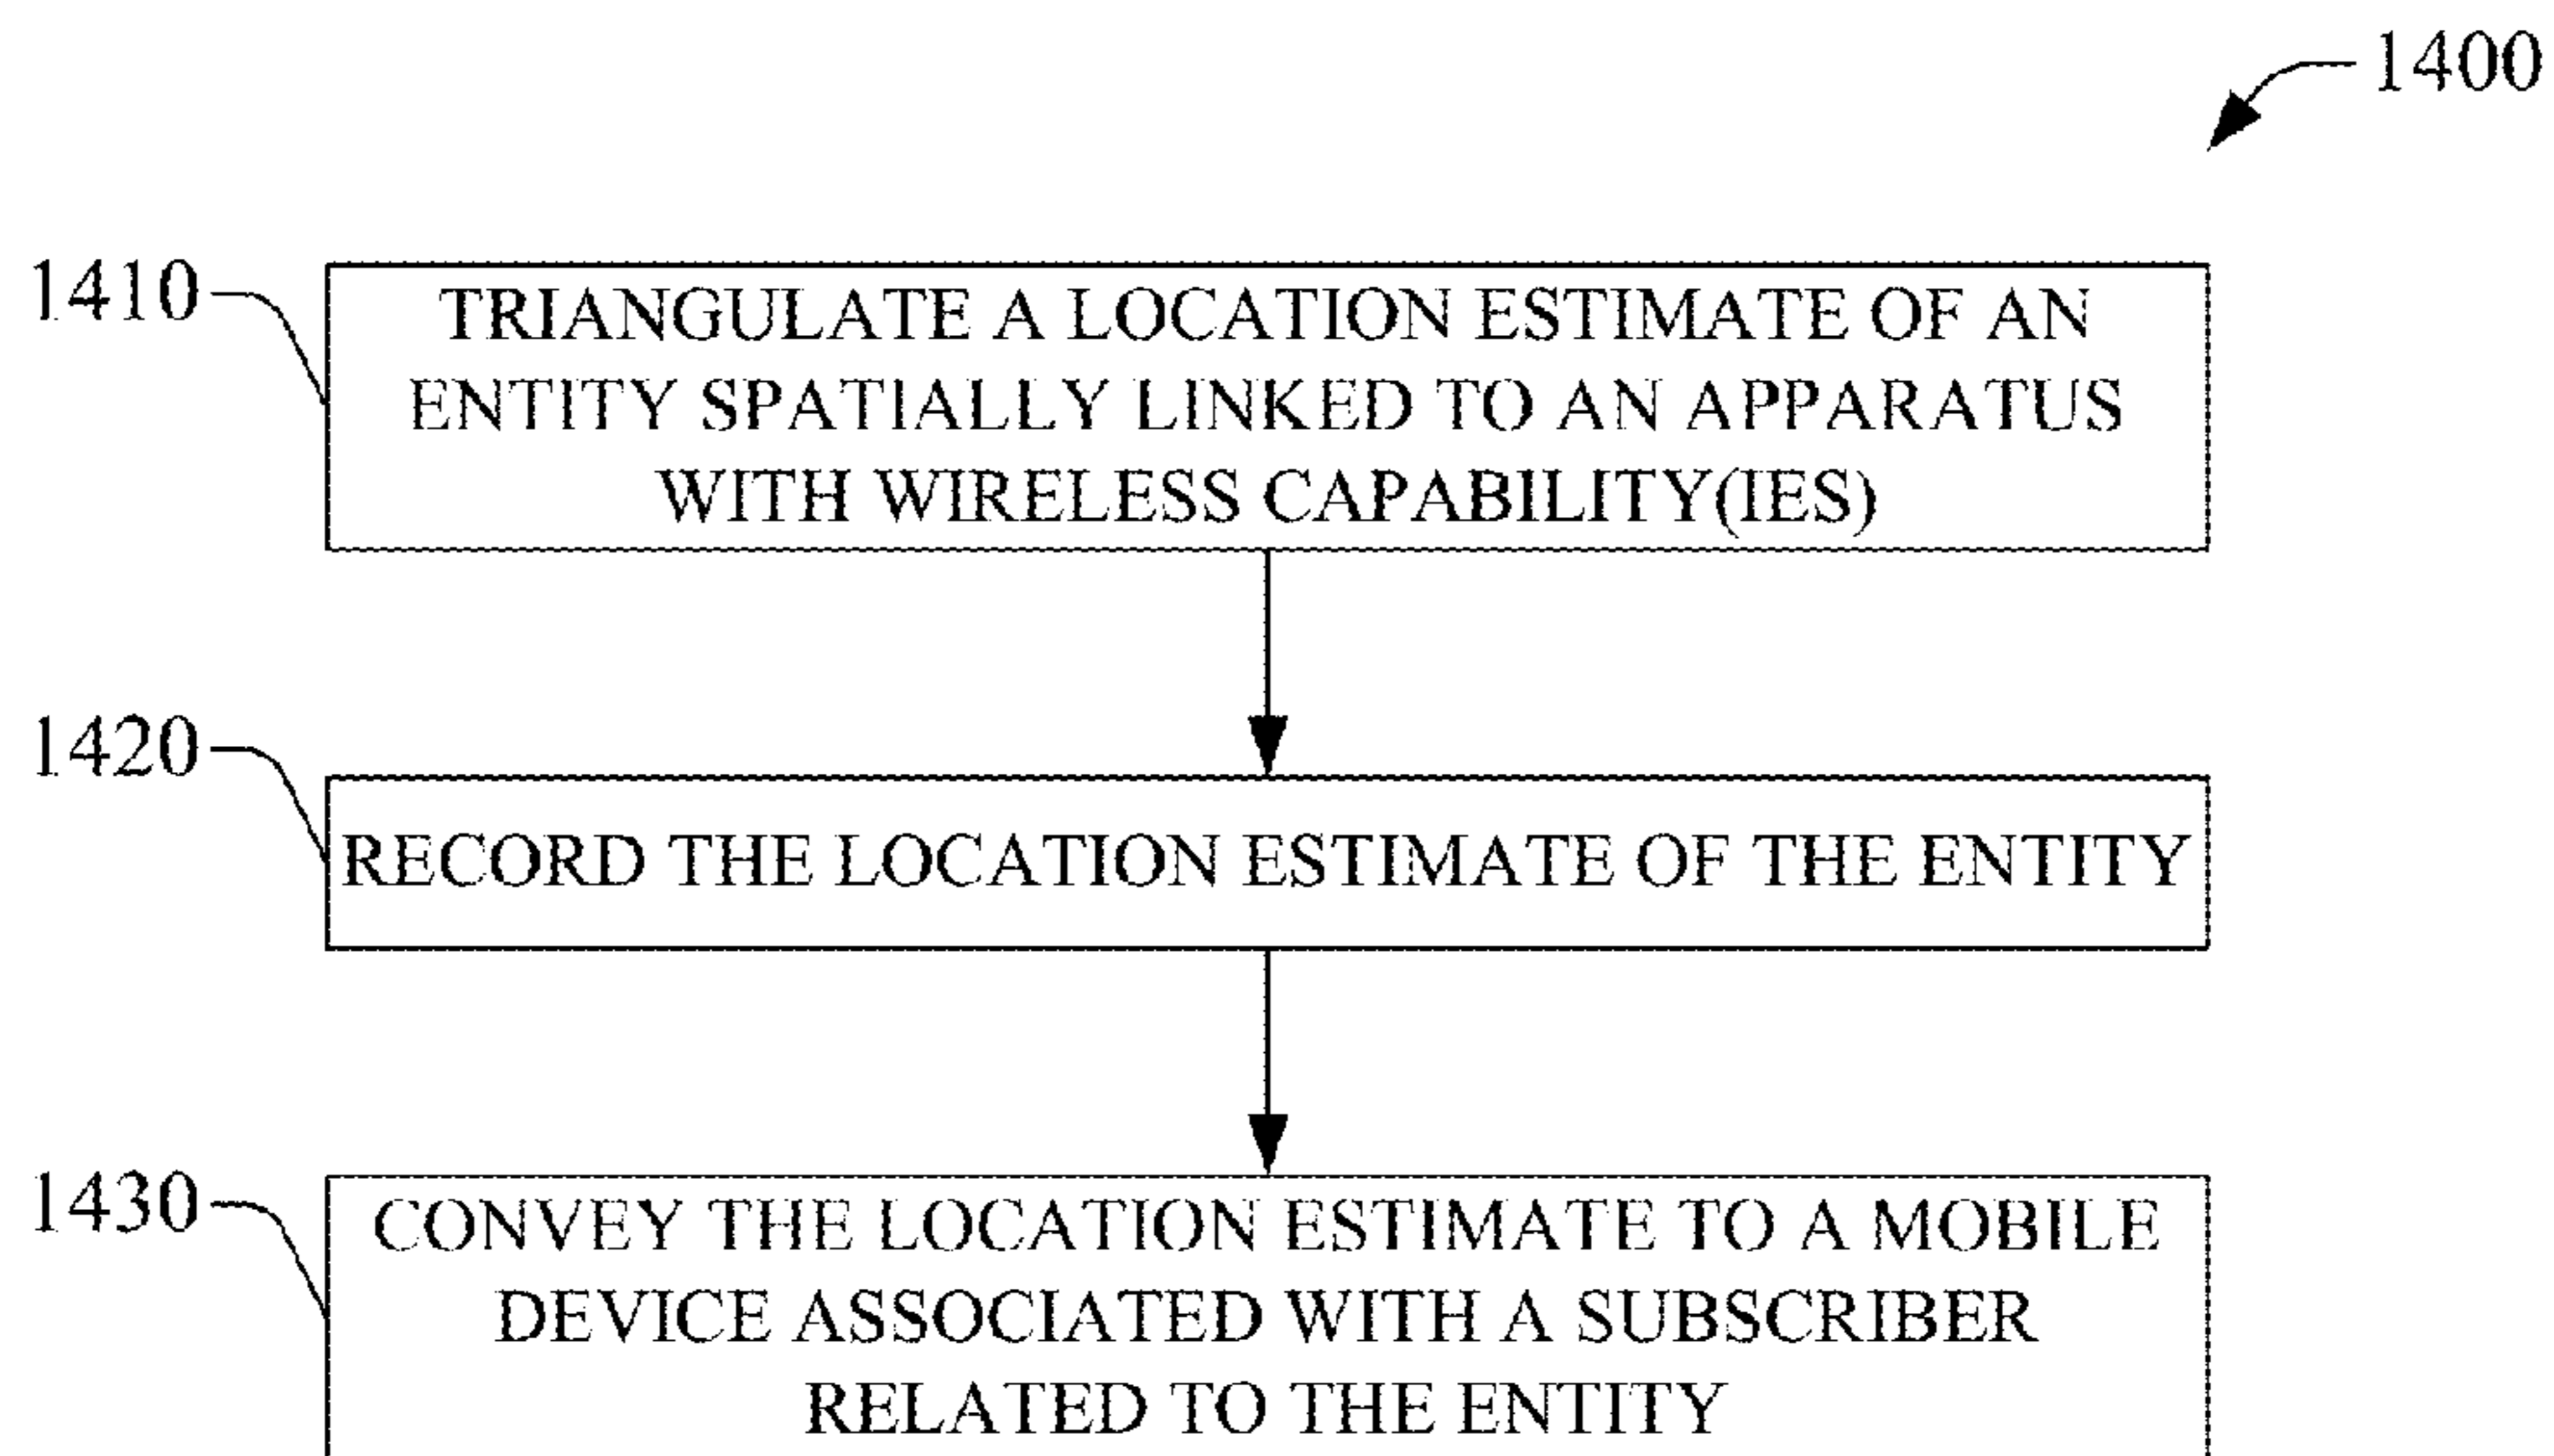 1400
1410
TRIANGULATE A LOCATION ESTIMATE OF AN
ENTITY SPATIALLY LINKED TO AN APPARATUS
WITH WIRELESS CAPABILITY(IES)
1420
RECORD THE LOCATION ESTIMATE OF THE ENTITY
1430
CONVEY THE LOCATION ESTIMATE TO A MOBILE
DEVICE ASSOCIATED WITH A SUBSCRIBER
RELATED TO THE ENTITY